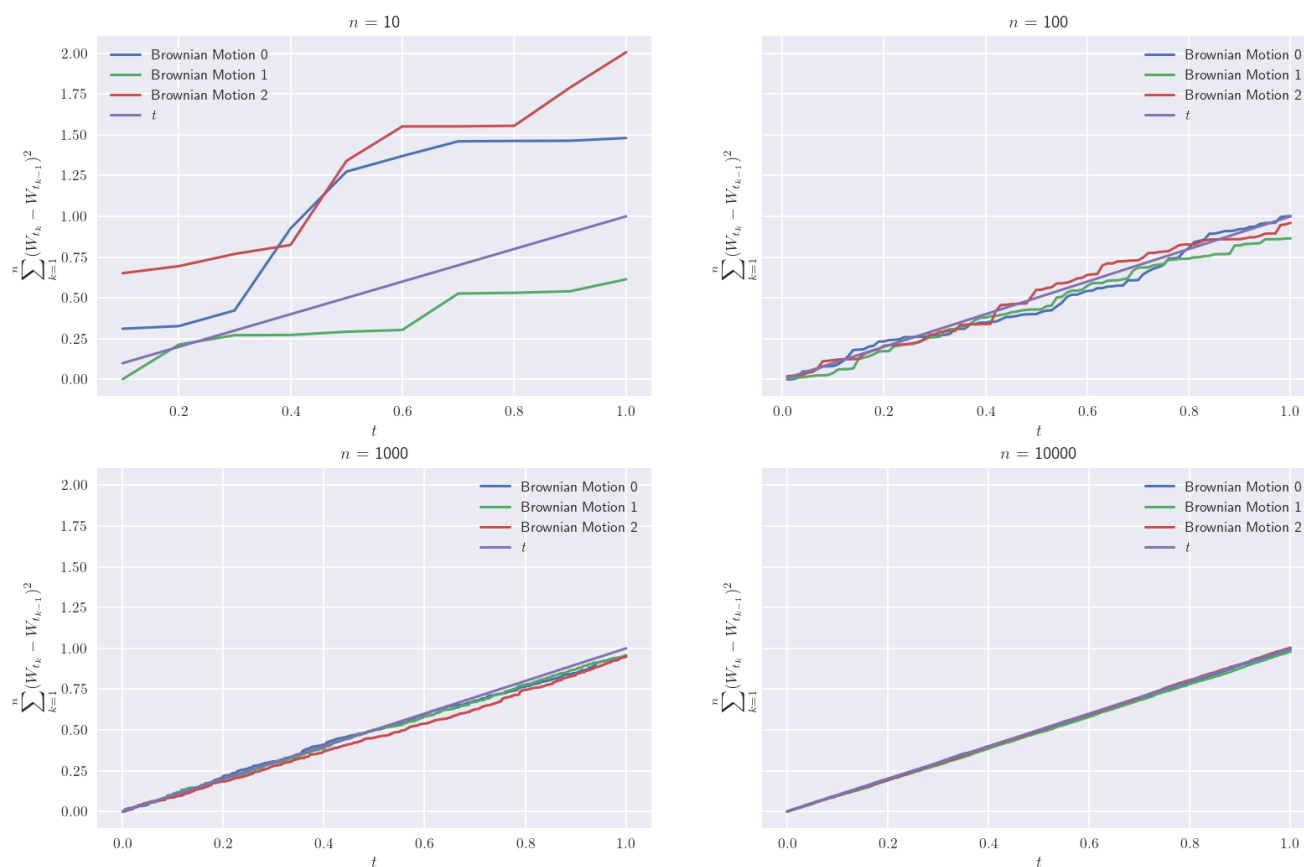 n = 10
2.00
1.75
1.50
1.25
1.00
0.75
0.50
0.25
0.00
Brownian Motion 0
Brownian Motion 1
Brownian Motion 2
t
∑_{k=1}^{n}(W_{t_k} − W_{t_{k−1}})^2
0.2 0.4 0.6 0.8 1.0
t
n = 100
Brownian Motion 0
Brownian Motion 1
Brownian Motion 2
t
∑_{k=1}^{n}(W_{t_k} − W_{t_{k−1}})^2
0.0 0.2 0.4 0.6 0.8 1.0
t
n = 1000
2.00
1.75
1.50
1.25
1.00
0.75
0.50
0.25
0.00
Brownian Motion 0
Brownian Motion 1
Brownian Motion 2
t
∑_{k=1}^{n}(W_{t_k} − W_{t_{k−1}})^2
0.0 0.2 0.4 0.6 0.8 1.0
t
n = 10000
Brownian Motion 0
Brownian Motion 1
Brownian Motion 2
t
∑_{k=1}^{n}(W_{t_k} − W_{t_{k−1}})^2
0.0 0.2 0.4 0.6 0.8 1.0
t